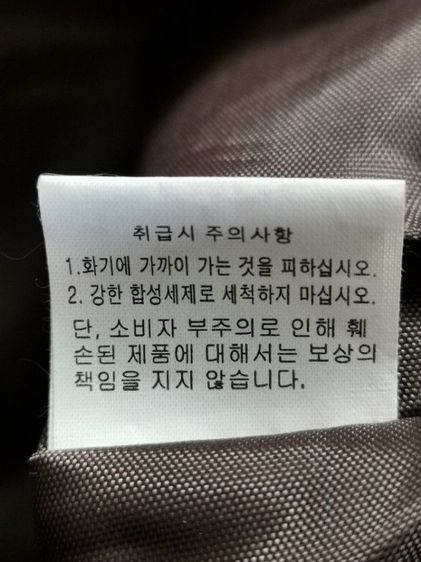 취급시 주의사항
1.화기에 가까이 가는 것을 피하십시오.
2. 강한 합성세제로 세척하지 마십시오.
단, 소비자 부주의로 인해 훼
손된 제품에 대해서는 보상의
책임을 지지 않습니다.